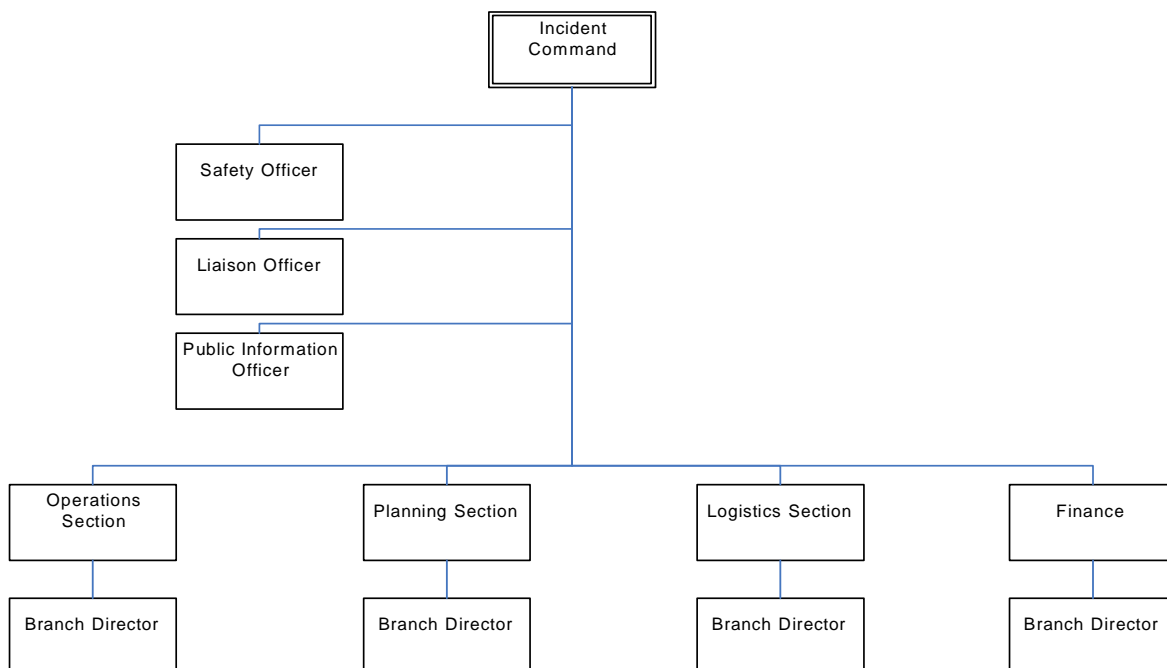 Incident
Command
Safety Officer
Liaison Officer
Public Information
Officer
Operations
Section
Planning Section
Logistics Section
Finance
Branch Director
Branch Director
Branch Director
Branch Director